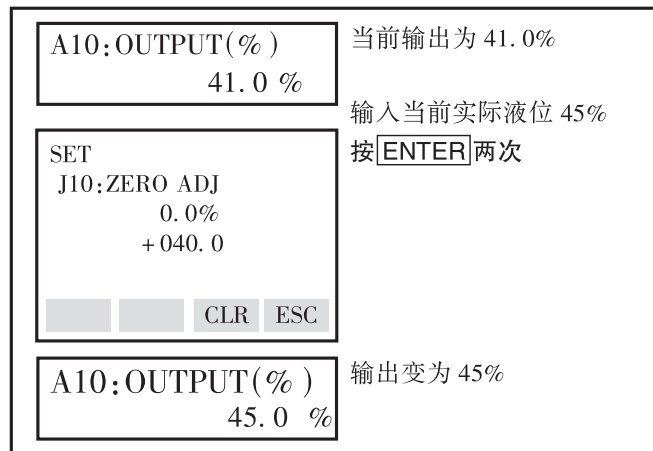 A10:OUTPUT(%)
41.0 %
当前输出为 41.0%
输入当前实际液位 45%
按ENTER两次
SET
J10:ZERO ADJ
0.0%
+040.0
CLR ESC
A10:OUTPUT(%)
45.0 %
输出变为 45%